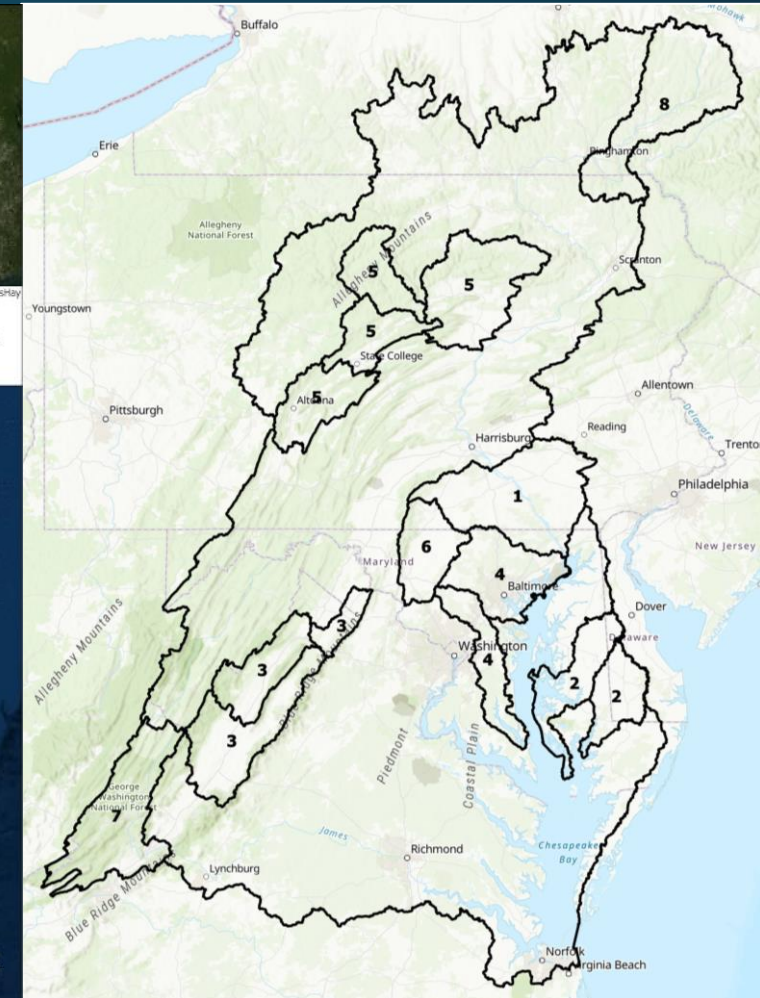 Mohawk
Buffalo
8
Erie
Binghamton
Allegheny
National Forest
Allegheny Mountains
5
5
Scranton
sHay
Youngstown
5
State College
5
Altoona
Allentown
Pittsburgh
Delaware
Reading
Harrisburg
Trento
Philadelphia
1
New Jersey
6
Maryland
4
Baltimore
Dover
Delaware
3
Washington
4
Allegheny Mountains
3
2
2
3
Piedmont
Coastal Plain
George
Washington
National Forest
7
James
Richmond
Chesapeake
Bay
Lynchburg
Blue Ridge Mountains
Norfolk
Virginia Beach